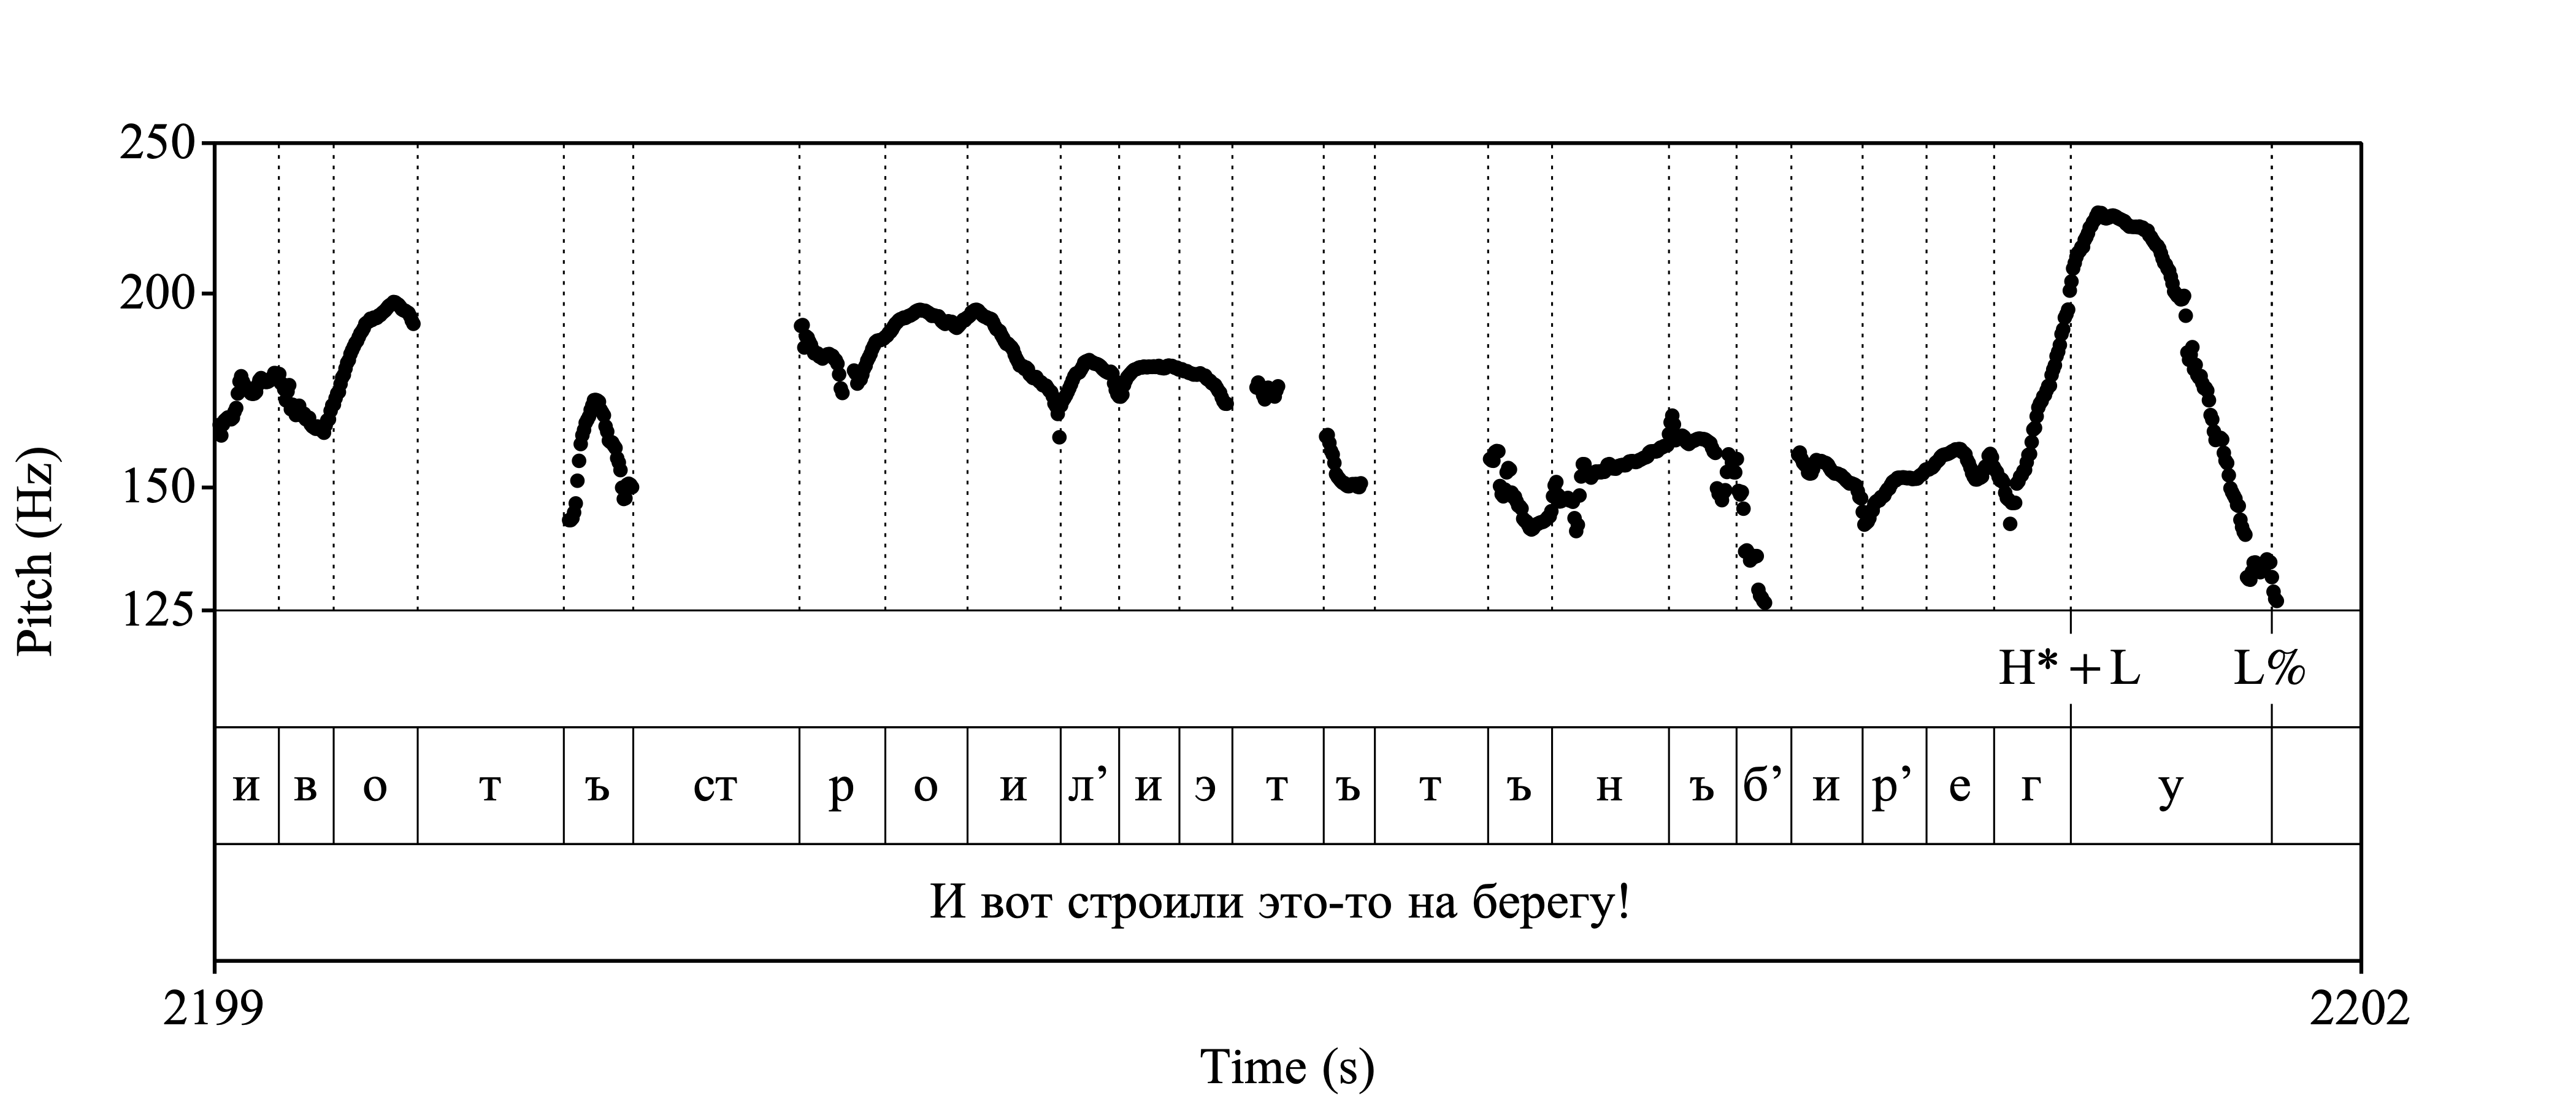 250
200
150
125
Pitch (Hz)
H* + L L%
и в о т ъ ст р о и л’ и э т ъ т ъ н ъ б’ и р’ е г у
И вот строили это-то на берегу!
2199 2202
Time (s)